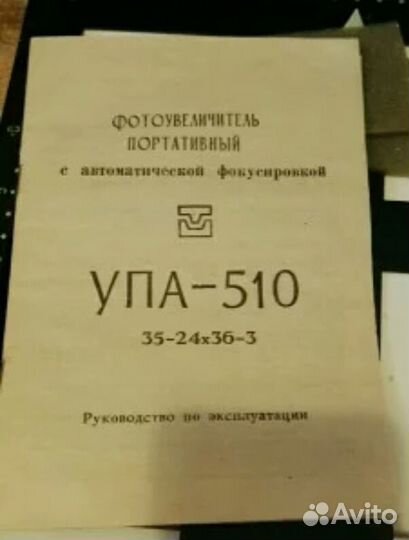 ФОТОУВЕЛИЧИТЕЛЬ
ПОРТАТИВНЫЙ
с автоматической фокусировкой
УПА-510
35-24х36-3
Руководство по эксплуатации
Avito